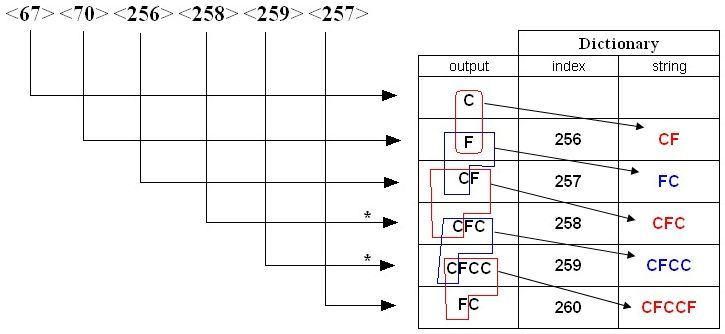 <67> <70> <256> <258> <259> <257>
Dictionary
output index string
C
F 256 CF
CF 257 FC
* CFC 258 CFC
* CFCC 259 CFCC
FC 260 CFCCF